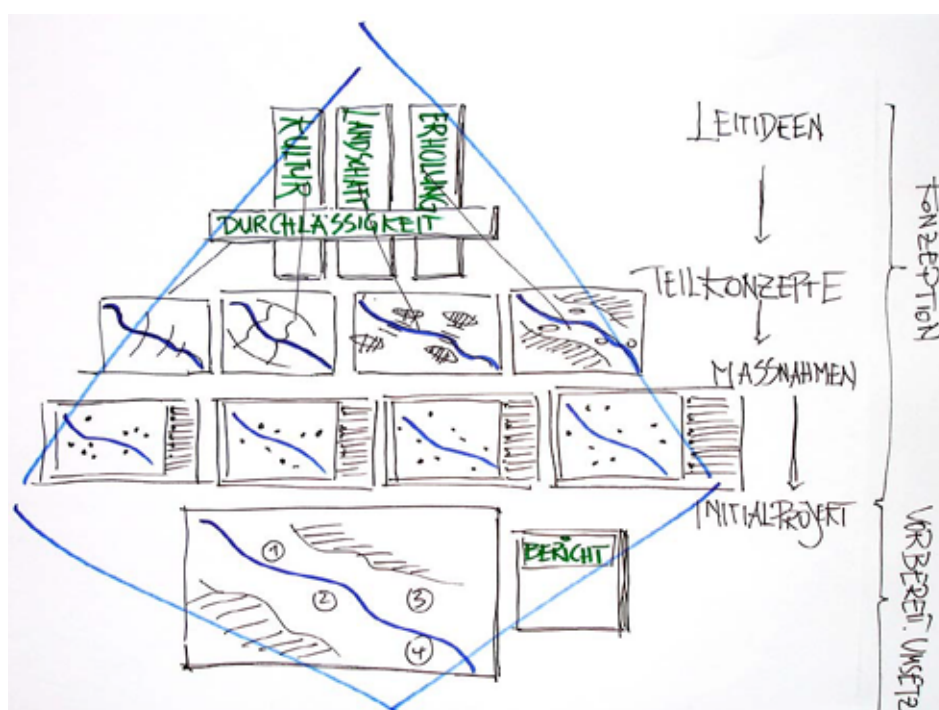 KULTUR
LANDSCHAFT
ERHOLUNG
DURCHLÄSSIGKEIT
LEITIDEEN
TEILKONZEPTE
MASSNAHMEN
INITIALPROJEKT
KONZEPTION
VORBEREIT. UMSETZ
1
2
3
4
BERICHT